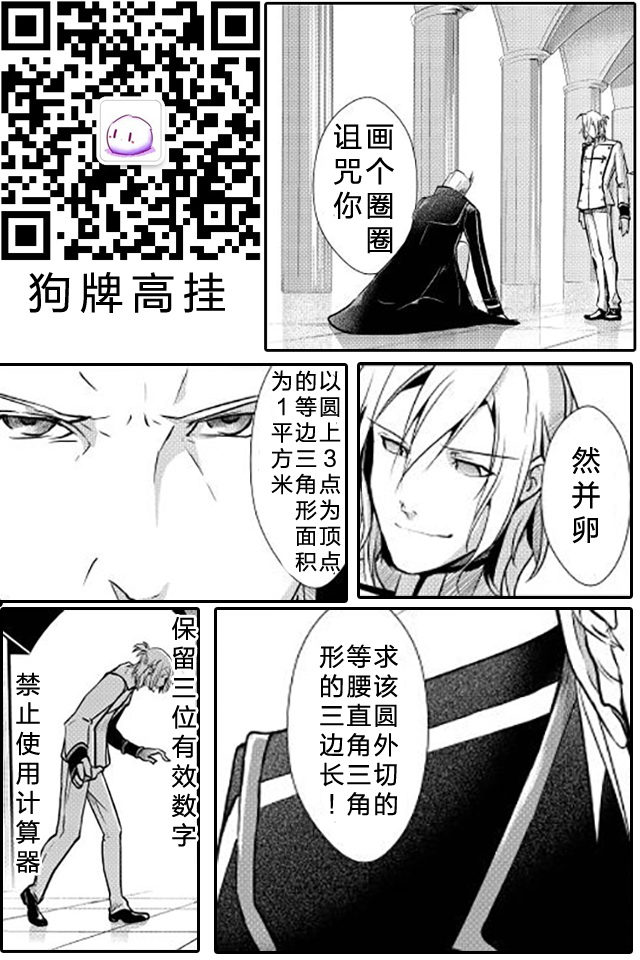 狗牌高挂
画个圈圈
诅咒你
然并卵
以圆上3点为顶点
的等边三角形面积
为1平方米
求该圆外切的
等腰直角三角
形的三边长！
保留三位有效数字
禁止使用计算器